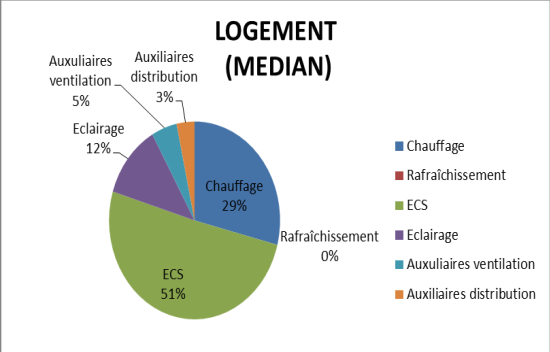 LOGEMENT
(MEDIAN)
Auxuliaires
ventilation
5%
Auxiliaires
distribution
3%
Eclairage
12%
Chauffage
29%
Rafraîchissement
0%
ECS
51%
Chauffage
Rafraîchissement
ECS
Eclairage
Auxuliaires ventilation
Auxiliaires distribution